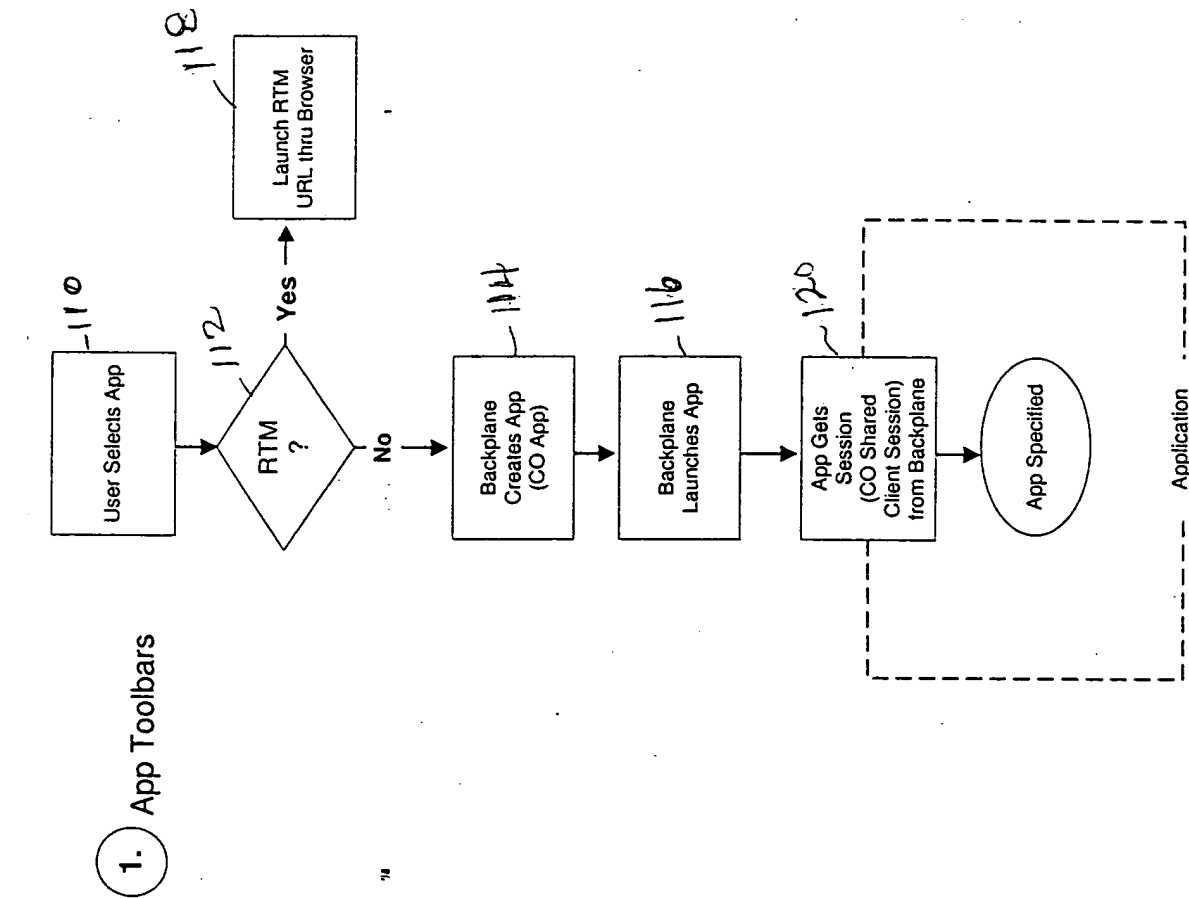 1. App Toolbars
User Selects App
110
RTM
?
112
Yes
Launch RTM
URL thru Browser
118
No
Backplane
Creates App
(CO App)
114
Backplane
Launches App
116
App Gets
Session
(CO Shared
Client Session)
from Backplane
120
App Specified
Application